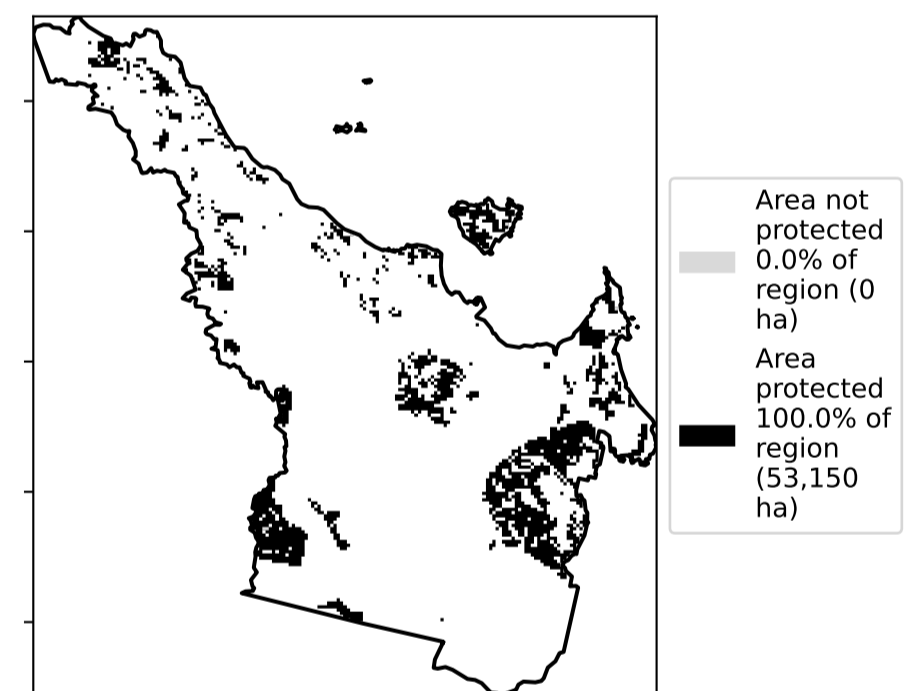 Area not
protected
0.0% of
region (0
ha)
Area
protected
100.0% of
region
(53,150
ha)